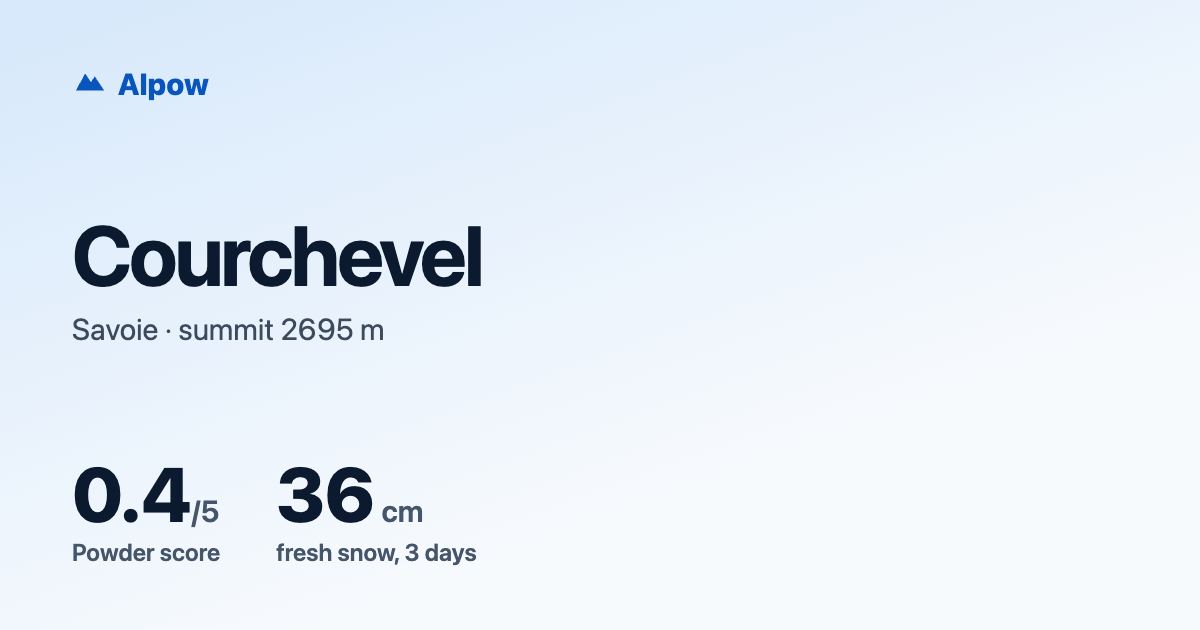 Alpow
Courchevel
Savoie · summit 2695 m
0.4/5
Powder score
36 cm
fresh snow, 3 days